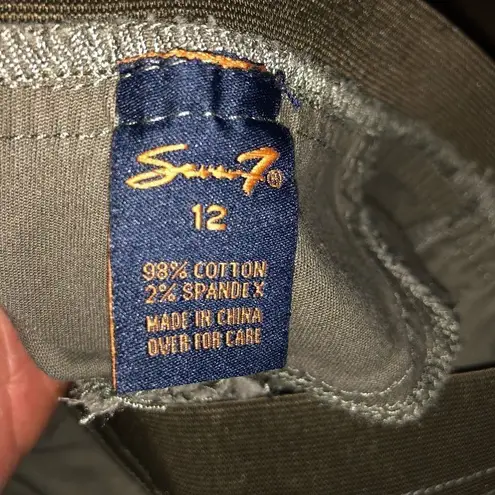 Seven7®
12
98% COTTON
2% SPANDEX
MADE IN CHINA
OVER FOR CARE